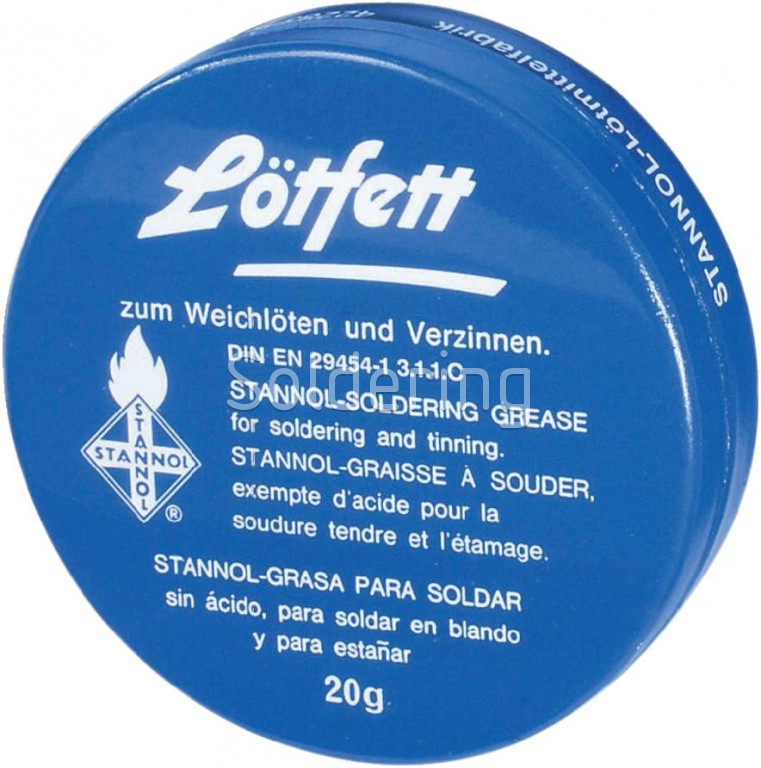 Lötfett
zum Weichlöten und Verzinnen.
DIN EN 29454-1 3.1.1.C
STANNOL-SOLDERING GREASE
for soldering and tinning.
STANNOL-GRAISSE À SOUDER,
exempte d'acide pour la
soudure tendre et l'étamage.
STANNOL
STANNOL
®
STANNOL-GRASA PARA SOLDAR
sin ácido, para soldar en blando
y para estañar
20g
STANNOL-Lötmittelfabrik
Soldering